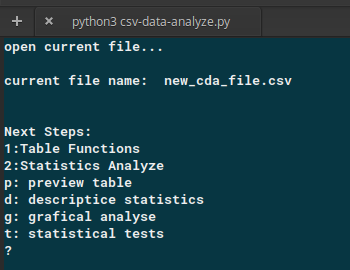 python3 csv-data-analyze.py
open current file...
current file name:  new_cda_file.csv
Next Steps:
1:Table Functions
2:Statistics Analyze
p: preview table
d: descriptice statistics
g: grafical analyse
t: statistical tests
?